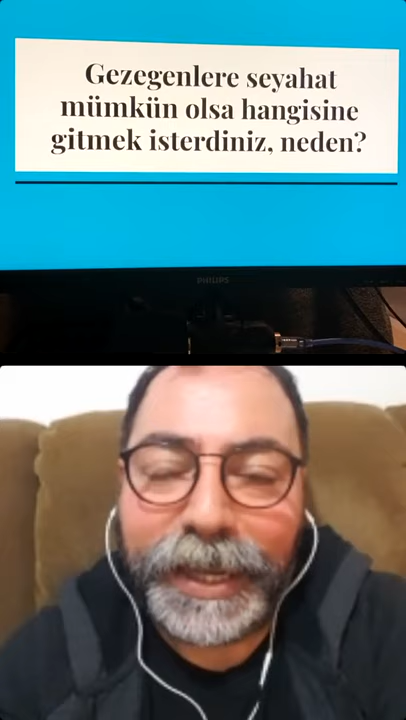 Gezegenlere seyahat
mümkün olsa hangisine
gitmek isterdiniz, neden?
PHILIPS